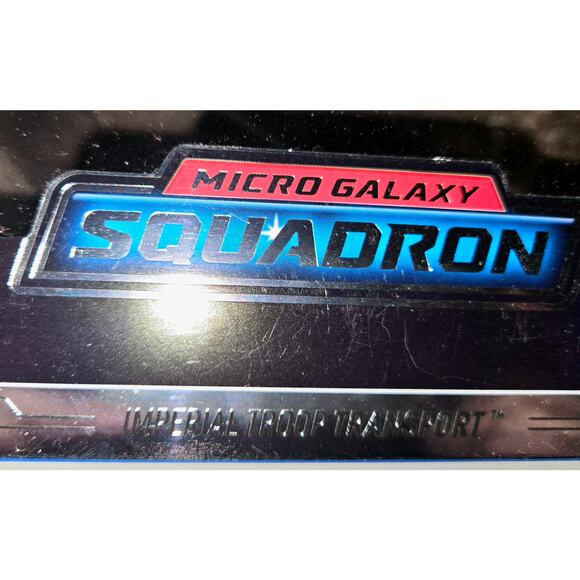 MICRO GALAXY
SQUADRON
IMPERIAL TROOP TRANSPORT™